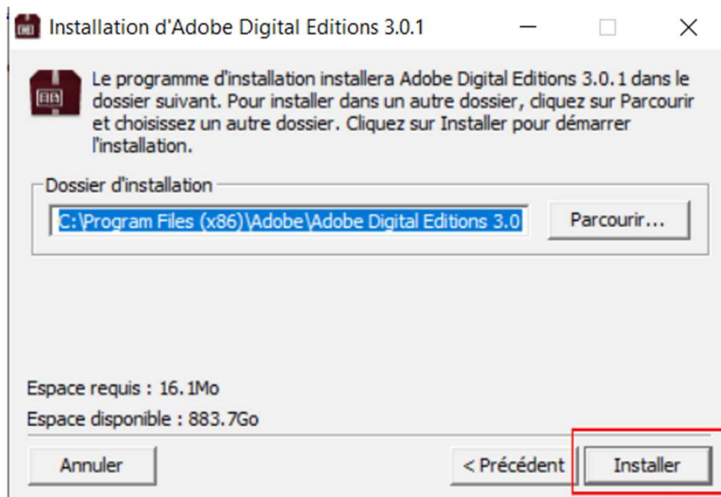 Installation d'Adobe Digital Editions 3.0.1
Le programme d'installation installera Adobe Digital Editions 3.0.1 dans le
dossier suivant. Pour installer dans un autre dossier, cliquez sur Parcourir
et choisissez un autre dossier. Cliquez sur Installer pour démarrer
l'installation.
Dossier d'installation
C:\Program Files (x86)\Adobe\Adobe Digital Editions 3.0
Parcourir...
Espace requis : 16.1Mo
Espace disponible : 883.7Go
Annuler
< Précédent
Installer